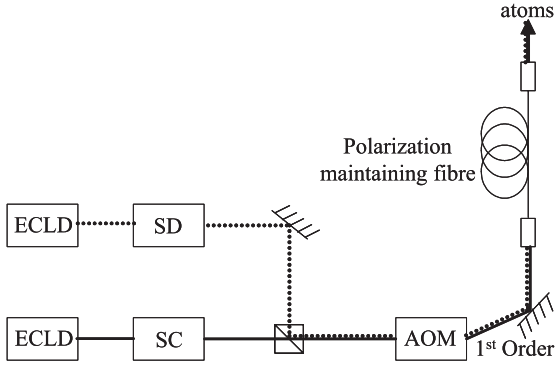 atoms
Polarization
maintaining fibre
ECLD
SD
ECLD
SC
AOM
1st Order